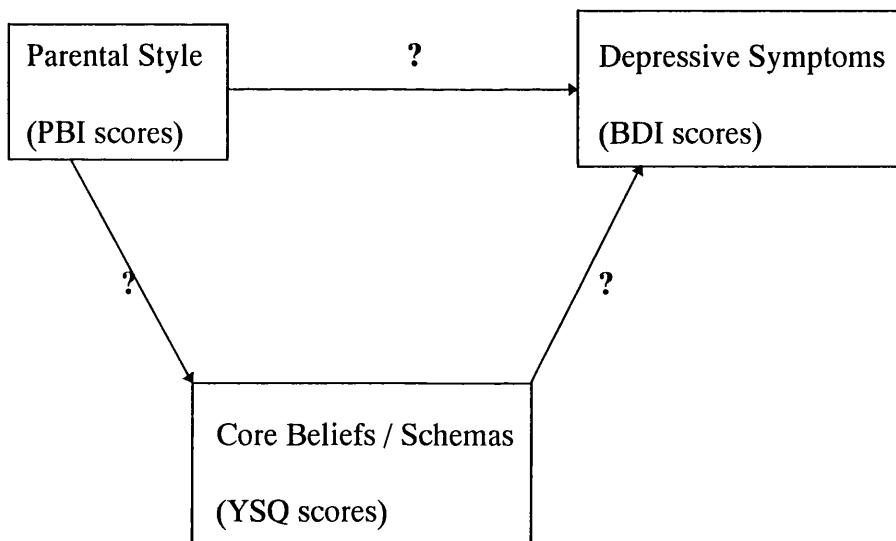 Parental Style
(PBI scores)
?
Depressive Symptoms
(BDI scores)
?
?
Core Beliefs / Schemas
(YSQ scores)